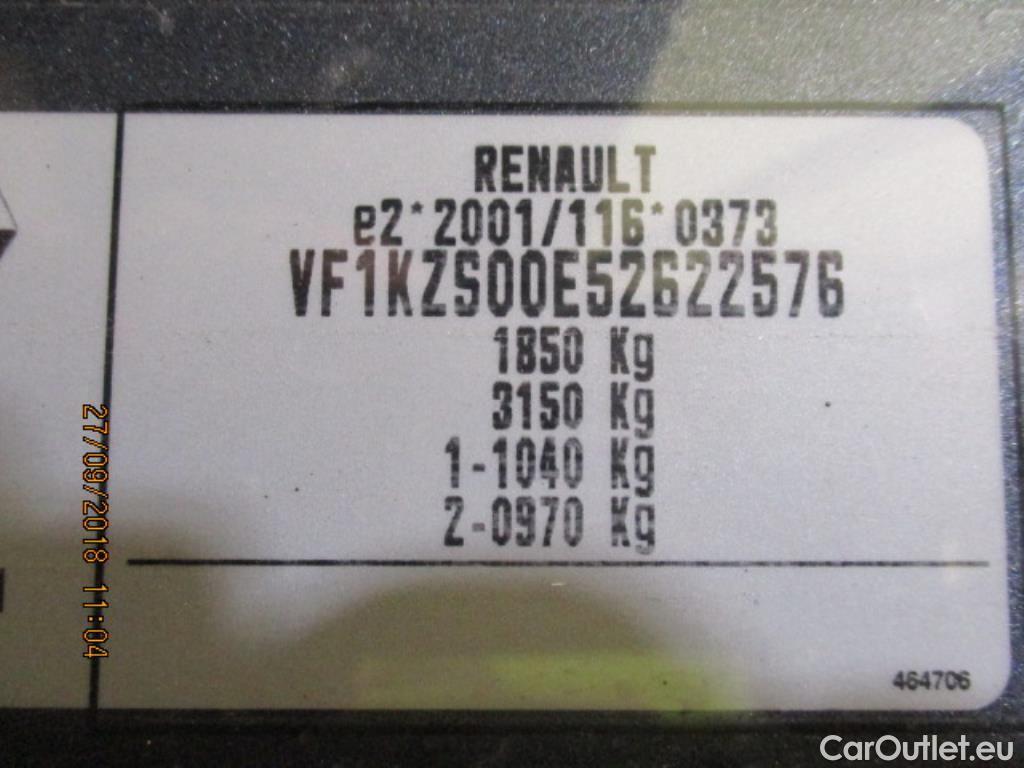 RENAULT
e2*2001/116*0373
VF1KZS00E52622576
1850 Kg
3150 Kg
1-1040 Kg
2-0970 Kg
464706
27/09/2018 11:04
CarOutlet.eu